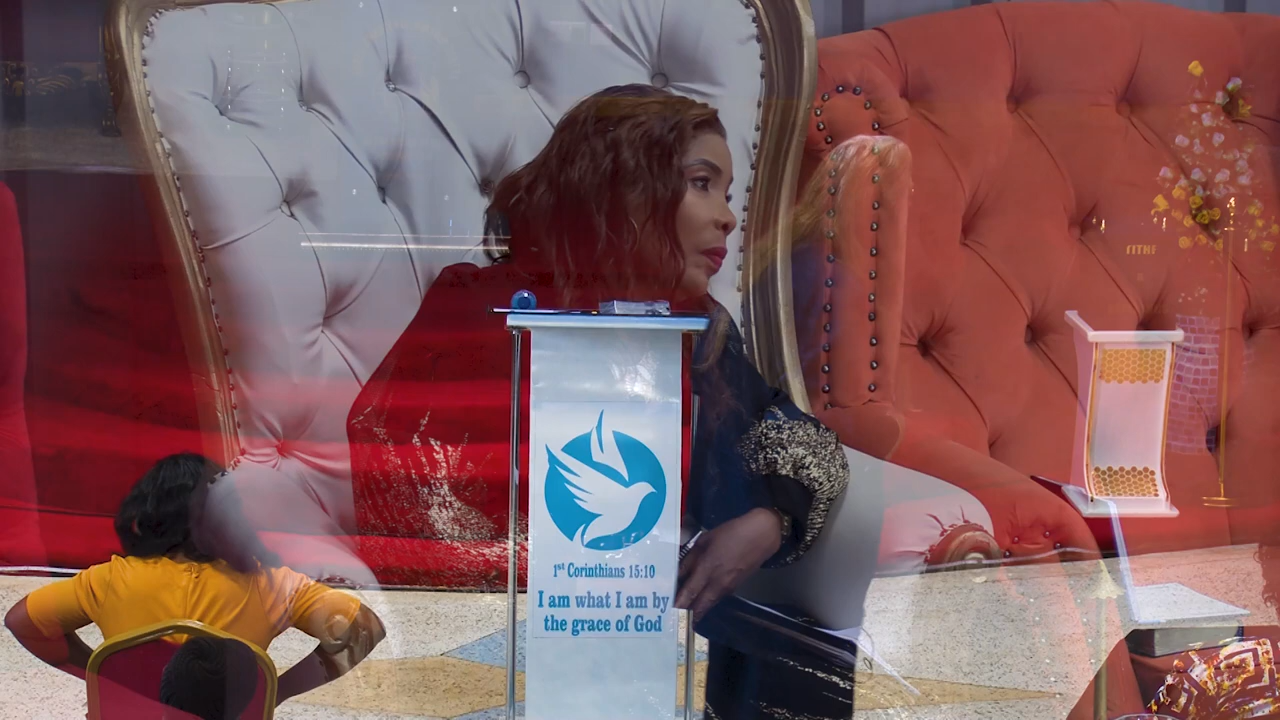 1st Corinthians 15:10
I am what I am by
the grace of God